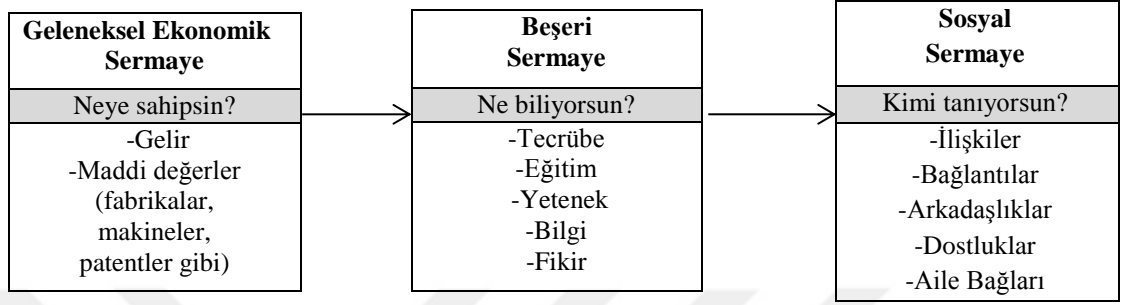 Geleneksel Ekonomik
Sermaye
Neye sahipsin?
-Gelir
-Maddi değerler
(fabrikalar,
makineler,
patentler gibi)
Beşeri
Sermaye
Ne biliyorsun?
-Tecrübe
-Eğitim
-Yetenek
-Bilgi
-Fikir
Sosyal
Sermaye
Kimi tanıyorsun?
-İlişkiler
-Bağlantılar
-Arkadaşlıklar
-Dostluklar
-Aile Bağları